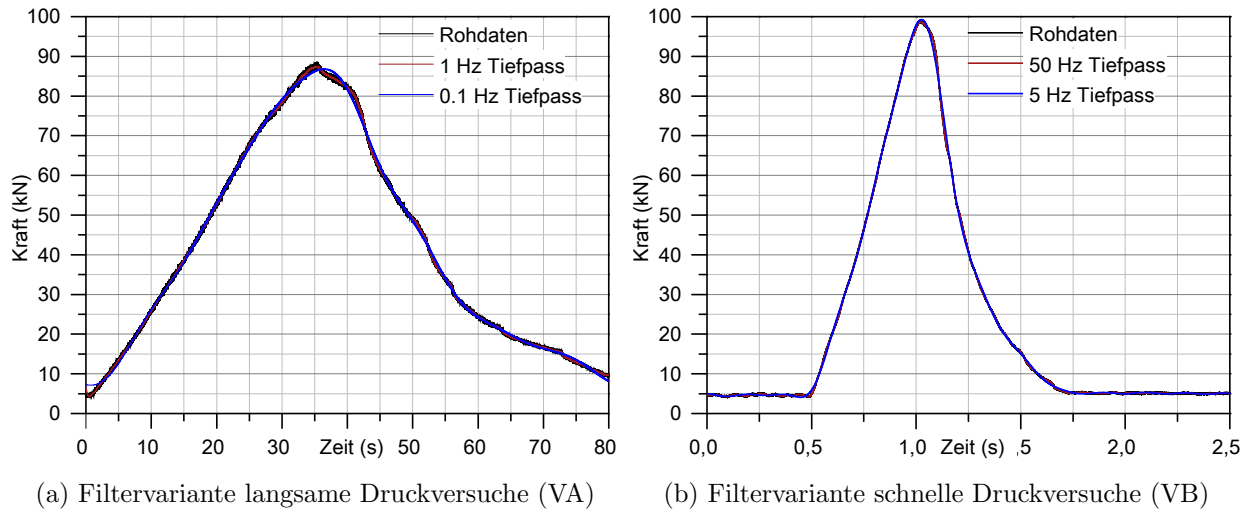 100
90
80
70
60
50
40
30
20
10
0
Kraft (kN)
Rohdaten
1 Hz Tiefpass
0.1 Hz Tiefpass
0 10 20 30 Zeit (s) 50 60 70 80
(a) Filtervariante langsame Druckversuche (VA)
100
90
80
70
60
50
40
30
20
10
0
Kraft (kN)
Rohdaten
50 Hz Tiefpass
5 Hz Tiefpass
0,0 0,5 1,0 Zeit (s) ,5 2,0 2,5
(b) Filtervariante schnelle Druckversuche (VB)